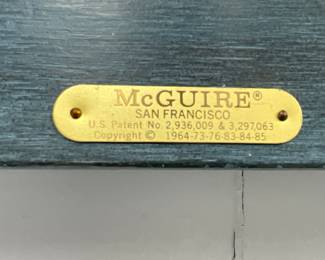 McGUIRE®
SAN FRANCISCO
U.S. Patent No. 2,936,009 & 3,297,063
Copyright © 1964-73-76-83-84-85